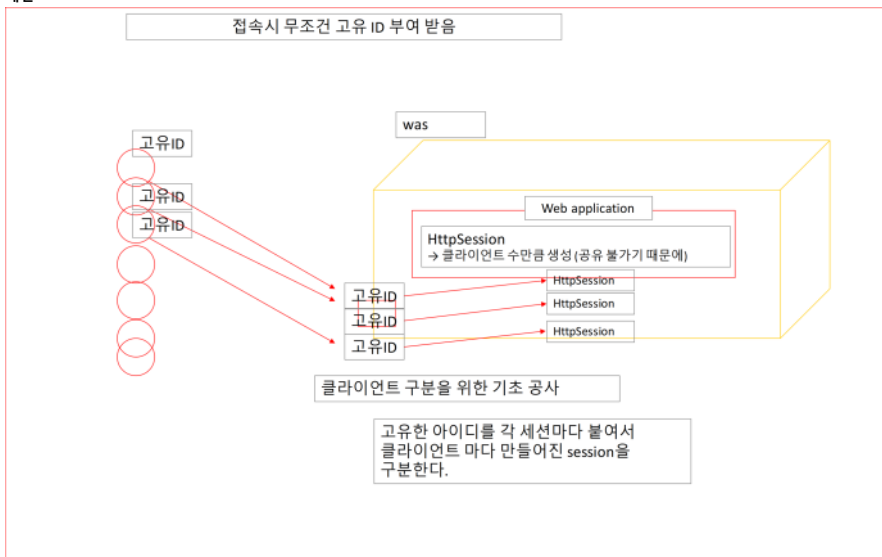 접속시 무조건 고유 ID 부여 받음
was
고유ID
고유ID
고유ID
Web application
HttpSession
→ 클라이언트 수만큼 생성 (공유 불가기 때문에)
HttpSession
HttpSession
HttpSession
고유ID
고유ID
고유ID
클라이언트 구분을 위한 기초 공사
고유한 아이디를 각 세션마다 붙여서
클라이언트 마다 만들어진 session을
구분한다.